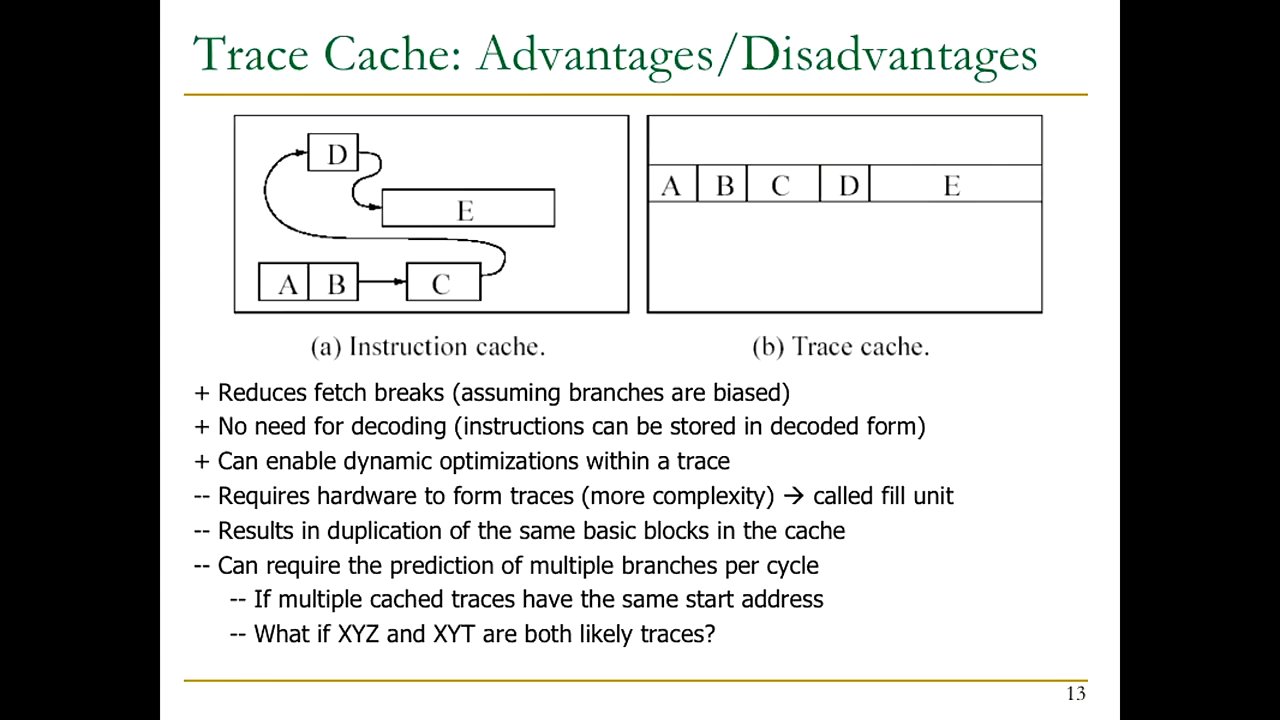 Trace Cache: Advantages/Disadvantages
D
E
A B C
(a) Instruction cache.
A B C D E
(b) Trace cache.
+ Reduces fetch breaks (assuming branches are biased)
+ No need for decoding (instructions can be stored in decoded form)
+ Can enable dynamic optimizations within a trace
-- Requires hardware to form traces (more complexity) → called fill unit
-- Results in duplication of the same basic blocks in the cache
-- Can require the prediction of multiple branches per cycle
-- If multiple cached traces have the same start address
-- What if XYZ and XYT are both likely traces?
13